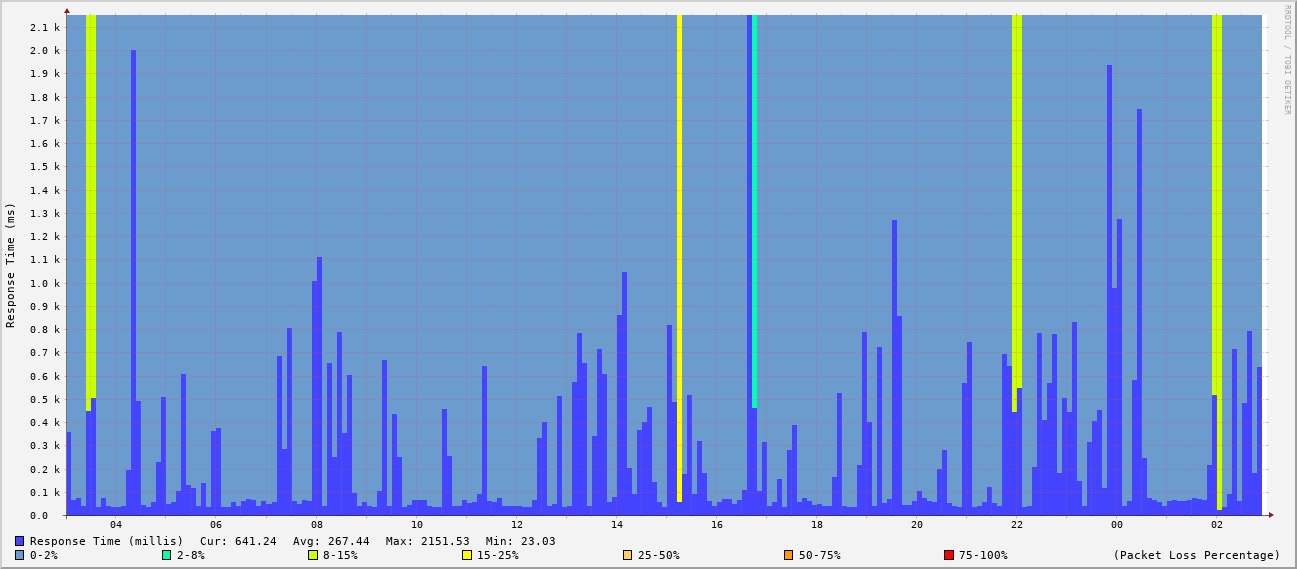 RRDTOOL / TOBI OETIKER
Response Time (ms)
2.1 k
2.0 k
1.9 k
1.8 k
1.7 k
1.6 k
1.5 k
1.4 k
1.3 k
1.2 k
1.1 k
1.0 k
0.9 k
0.8 k
0.7 k
0.6 k
0.5 k
0.4 k
0.3 k
0.2 k
0.1 k
0.0
04 06 08 10 12 14 16 18 20 22 00 02
Response Time (millis) Cur: 641.24 Avg: 267.44 Max: 2151.53 Min: 23.03
0-2% 2-8% 8-15% 15-25% 25-50% 50-75% 75-100% (Packet Loss Percentage)